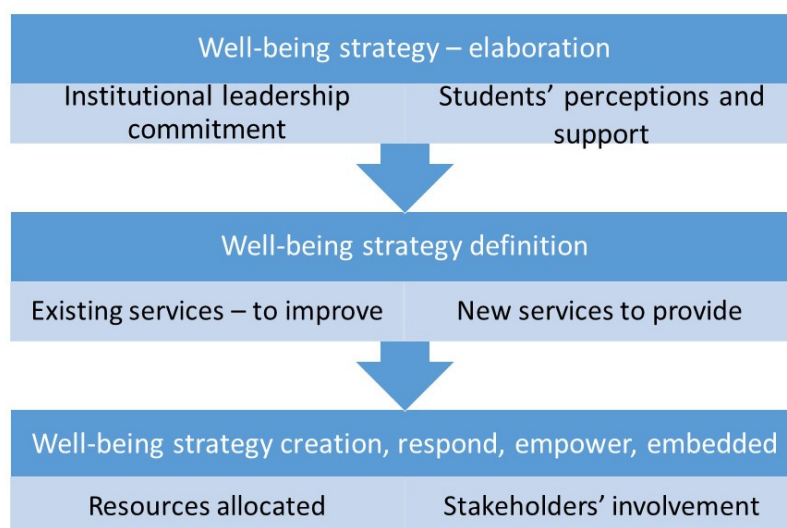 Well-being strategy – elaboration
Institutional leadership
commitment
Students’ perceptions and
support
Well-being strategy definition
Existing services – to improve
New services to provide
Well-being strategy creation, respond, empower, embedded
Resources allocated
Stakeholders’ involvement